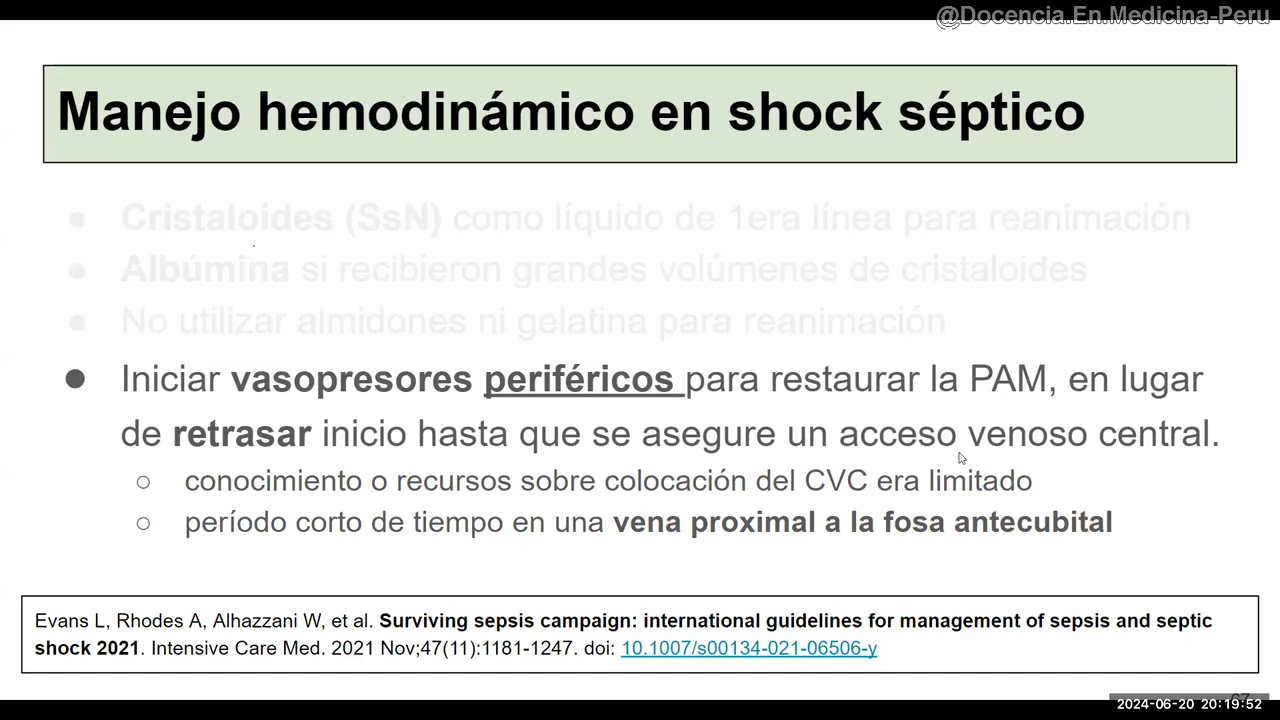 @Docencia.En.Medicina-Peru
Manejo hemodinámico en shock séptico
● Cristaloides (SsN) como líquido de 1era línea para reanimación
● Albúmina si recibieron grandes volúmenes de cristaloides
● No utilizar almidones ni gelatina para reanimación
● Iniciar vasopresores periféricos para restaurar la PAM, en lugar
de retrasar inicio hasta que se asegure un acceso venoso central.
○ conocimiento o recursos sobre colocación del CVC era limitado
○ período corto de tiempo en una vena proximal a la fosa antecubital
Evans L, Rhodes A, Alhazzani W, et al. Surviving sepsis campaign: international guidelines for management of sepsis and septic
shock 2021. Intensive Care Med. 2021 Nov;47(11):1181-1247. doi: 10.1007/s00134-021-06506-y
2024-06-20 20:19:52